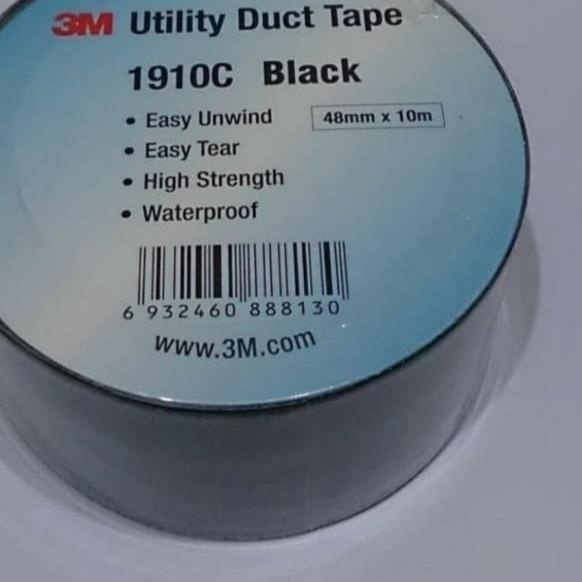 3M Utility Duct Tape
1910C Black
• Easy Unwind
48mm x 10m
• Easy Tear
• High Strength
• Waterproof
6 932460 888130
www.3M.com